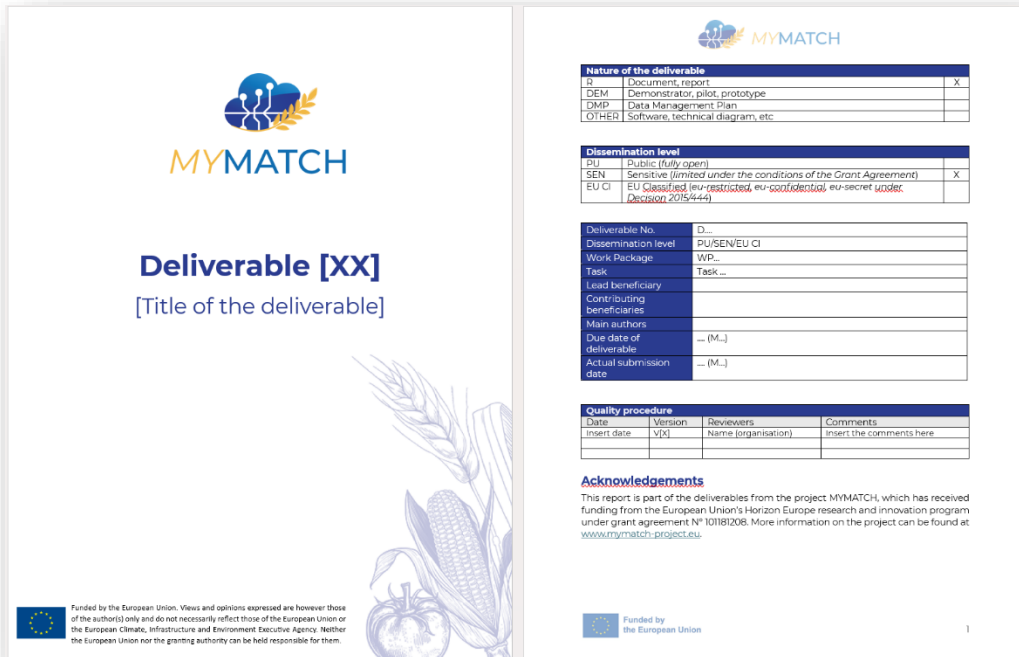 MYMATCH
Deliverable [XX]
[Title of the deliverable]
Funded by the European Union. Views and opinions expressed are however those
of the author(s) only and do not necessarily reflect those of the European Union or
the European Climate, Infrastructure and Environment Executive Agency. Neither
the European Union nor the granting authority can be held responsible for them.
MYMATCH
Nature of the deliverable
R Document, report X
DEM Demonstrator, pilot, prototype
DMP Data Management Plan
OTHER Software, technical diagram, etc
Dissemination level
PU Public (fully open)
SEN Sensitive (limited under the conditions of the Grant Agreement) X
EU CI EU Classified (eu-restricted, eu-confidential, eu-secret under
Decision 2015/444)
Deliverable No. D....
Dissemination level PU/SEN/EU CI
Work Package WP...
Task Task ...
Lead beneficiary
Contributing
beneficiaries
Main authors
Due date of ... (M...)
deliverable
Actual submission ... (M...)
date
Quality procedure
Date Version Reviewers Comments
Insert date V[X] Name (organisation) Insert the comments here
Acknowledgements
This report is part of the deliverables from the project MYMATCH, which has received
funding from the European Union's Horizon Europe research and innovation program
under grant agreement Nº 101181208. More information on the project can be found at
www.mymatch-project.eu.
Funded by
the European Union
1